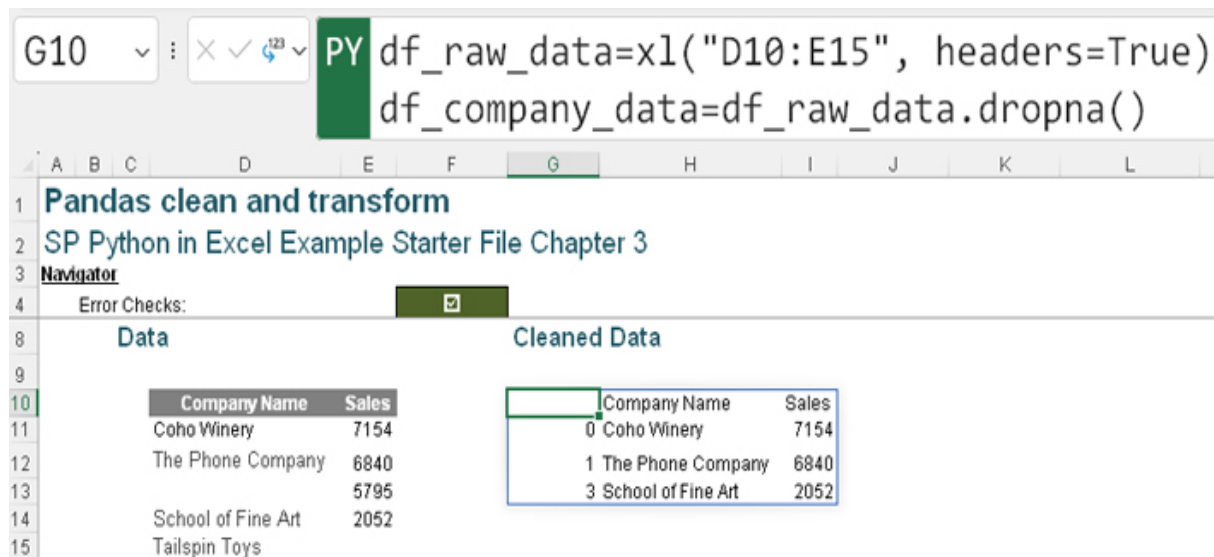 G10 123 PY df_raw_data=xl("D10:E15", headers=True)
df_company_data=df_raw_data.dropna()
A B C D E F G H I J K L
1 Pandas clean and transform
2 SP Python in Excel Example Starter File Chapter 3
3 Navigator
4 Error Checks:
8 Data Cleaned Data
9
10 Company Name Sales Company Name Sales
11 Coho Winery 7154 0 Coho Winery 7154
12 The Phone Company 6840 1 The Phone Company 6840
13 5795 3 School of Fine Art 2052
14 School of Fine Art 2052
15 Tailspin Toys